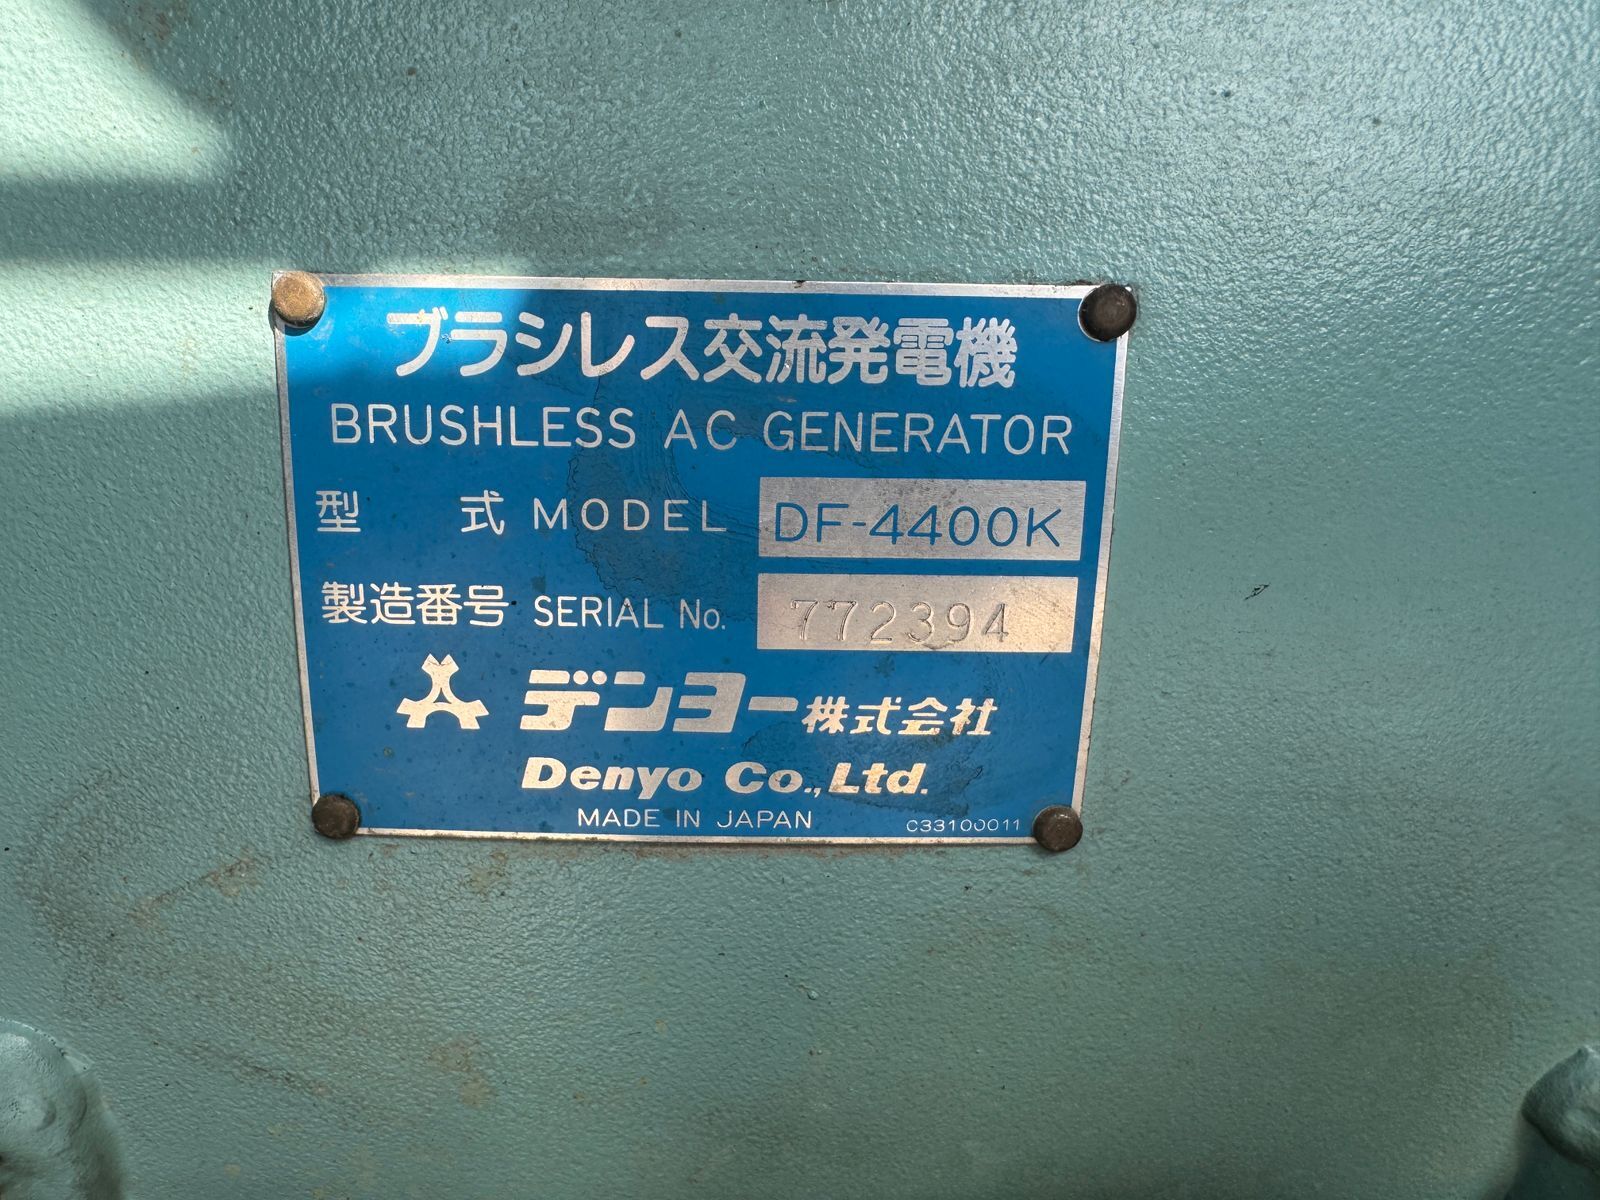 ブラシレス交流発電機
BRUSHLESS AC GENERATOR
型 式 MODEL DF-4400K
製造番号 SERIAL No. 772394
デンヨー株式会社
Denyo Co., Ltd.
MADE IN JAPAN C33100011